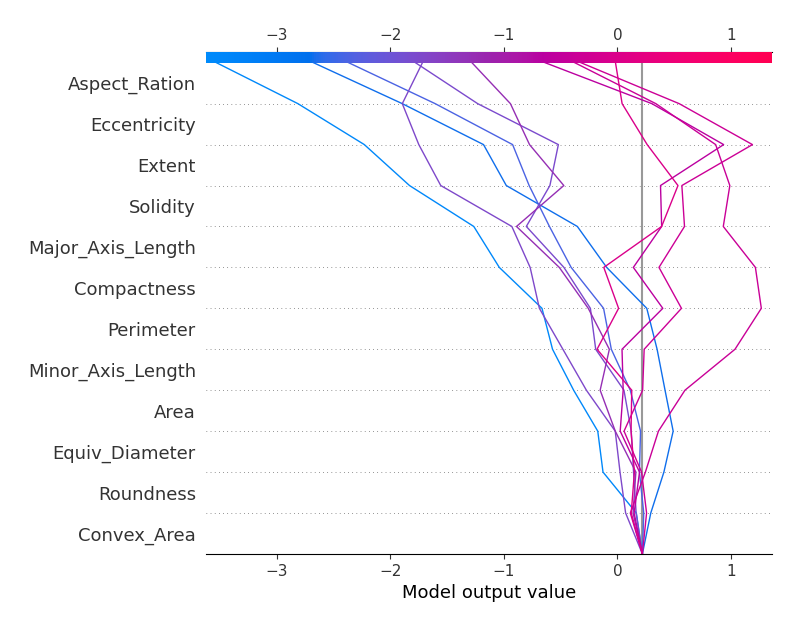 −3 −2 −1 0 1
Aspect_Ration
Eccentricity
Extent
Solidity
Major_Axis_Length
Compactness
Perimeter
Minor_Axis_Length
Area
Equiv_Diameter
Roundness
Convex_Area
−3 −2 −1 0 1
Model output value